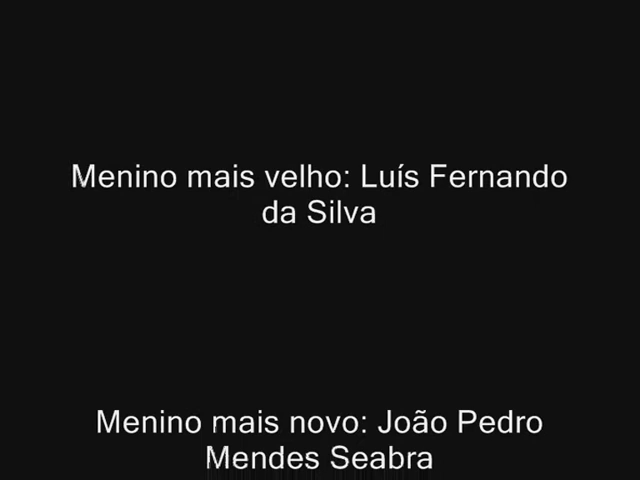 Menino mais velho: Luís Fernando
da Silva
Menino mais novo: João Pedro
Mendes Seabra